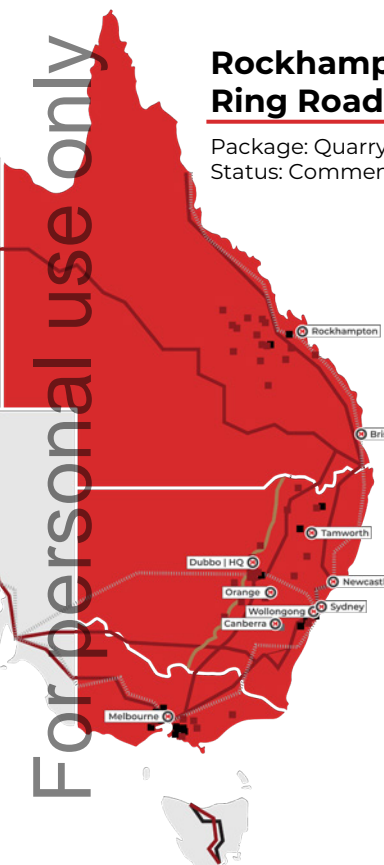 Rockhamp
Ring Road
Package: Quarry
Status: Commen
For personal use only
Rockhampton
Bri
Tamworth
Dubbo | HQ
Newcast
Orange
Wollongong
Sydney
Canberra
Melbourne